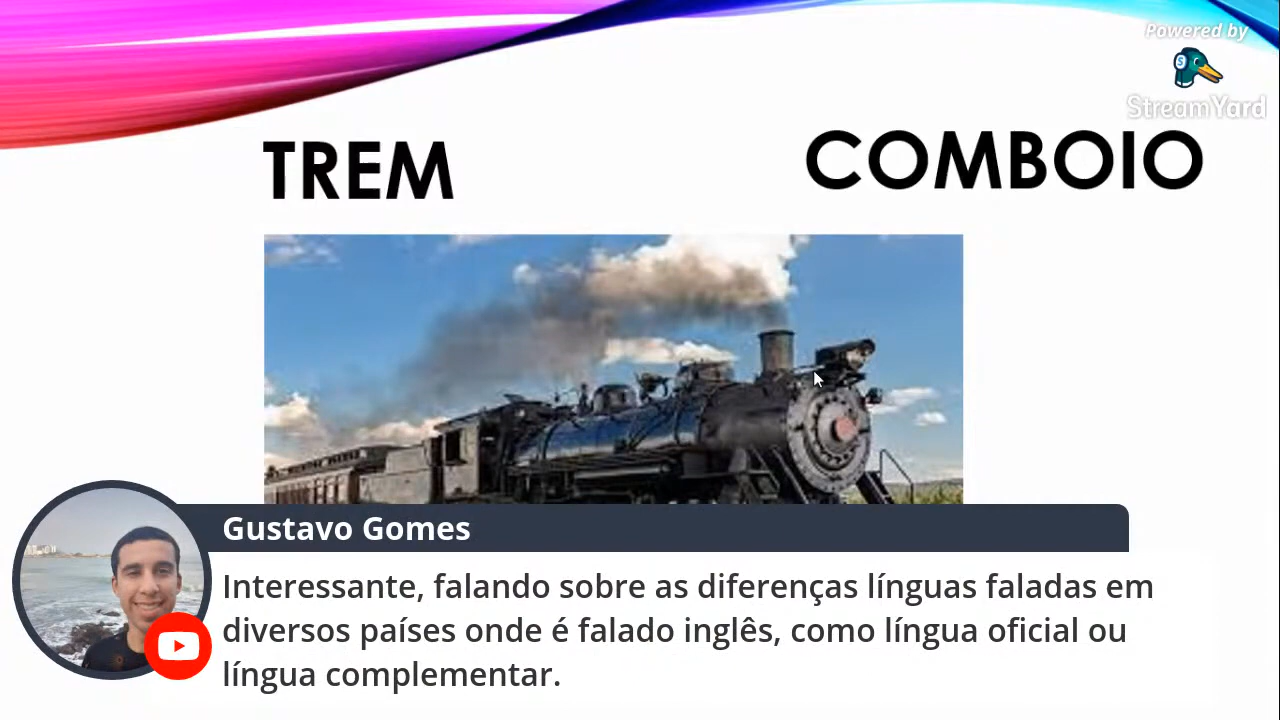 Powered by
StreamYard
TREM
COMBOIO
Gustavo Gomes
Interessante, falando sobre as diferenças línguas faladas em
diversos países onde é falado inglês, como língua oficial ou
língua complementar.